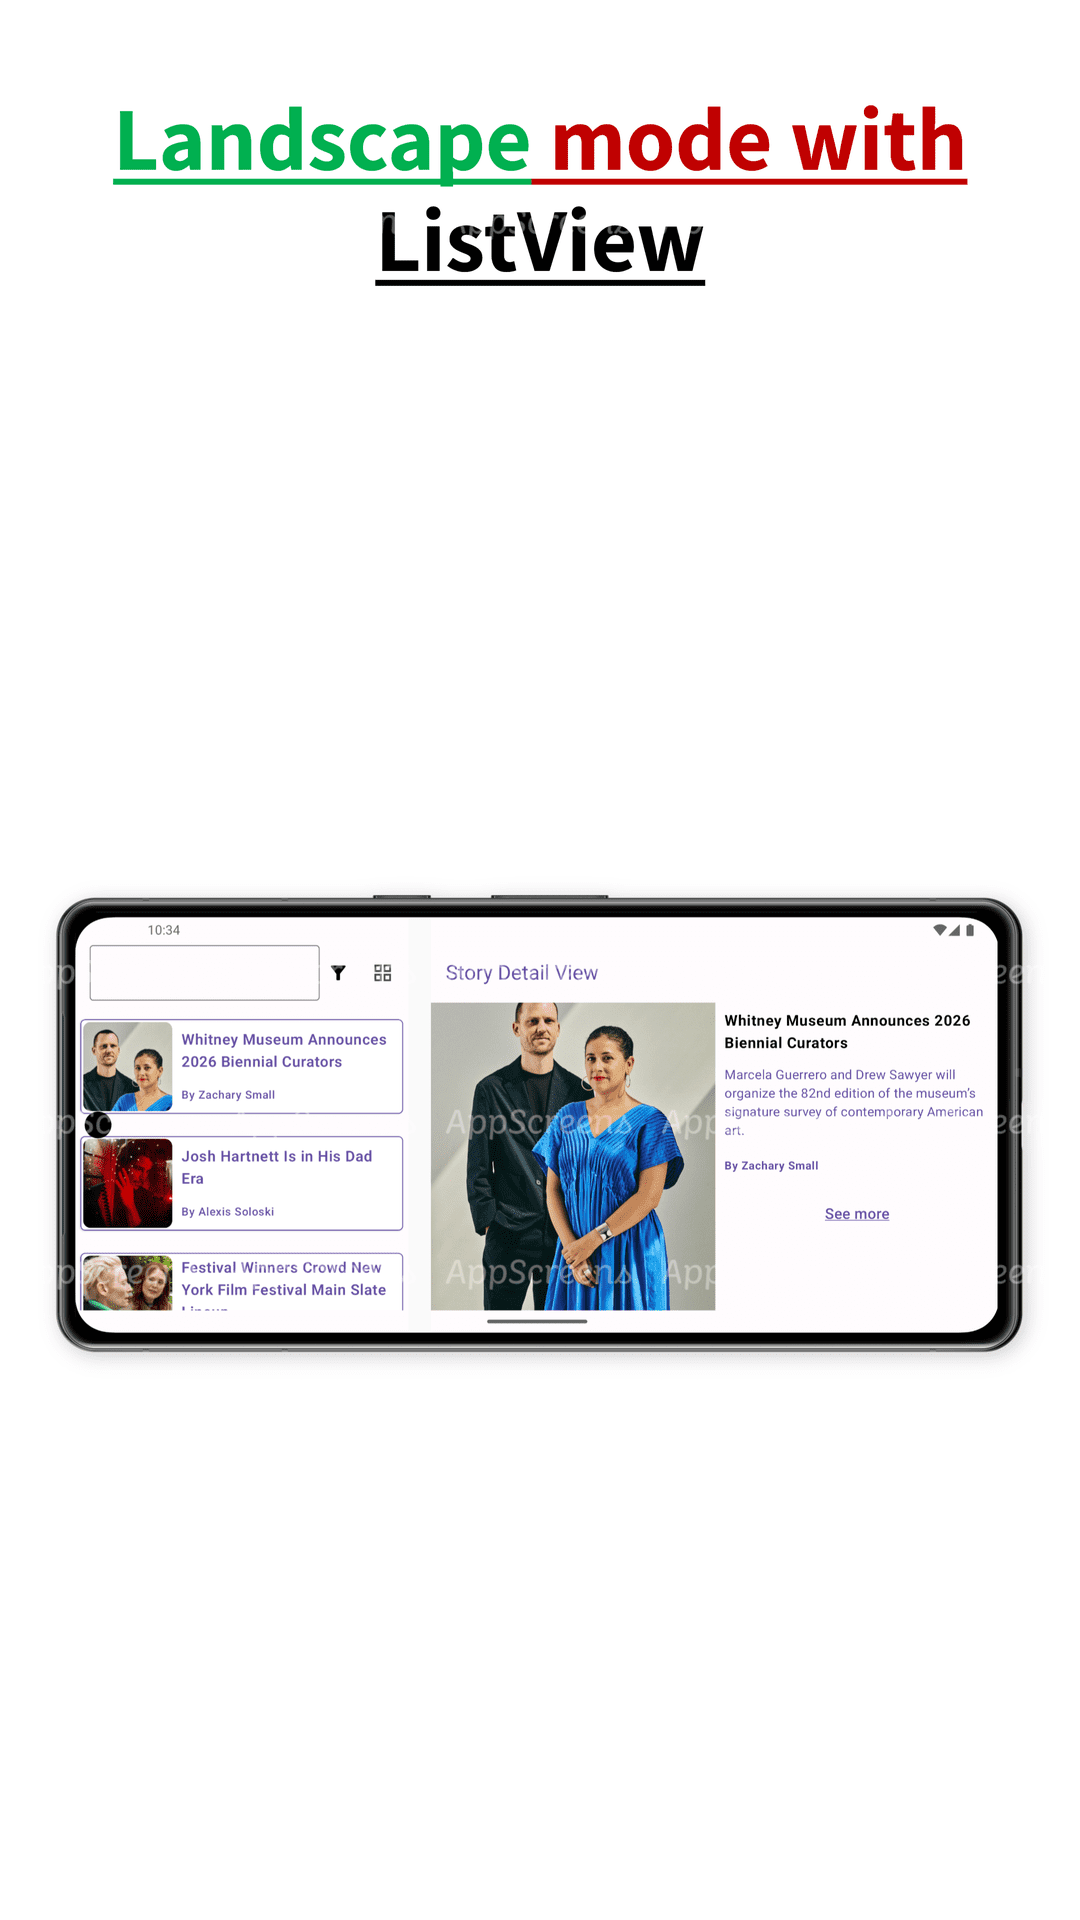 Landscape mode with
ListView
10:34
Story Detail View
Whitney Museum Announces
2026 Biennial Curators
By Zachary Small
Josh Hartnett Is in His Dad
Era
By Alexis Soloski
Festival Winners Crowd New
York Film Festival Main Slate
Lineup
Whitney Museum Announces 2026
Biennial Curators
Marcela Guerrero and Drew Sawyer will
organize the 82nd edition of the museum’s
signature survey of contemporary American
art.
By Zachary Small
See more
AppScreens
AppScreens